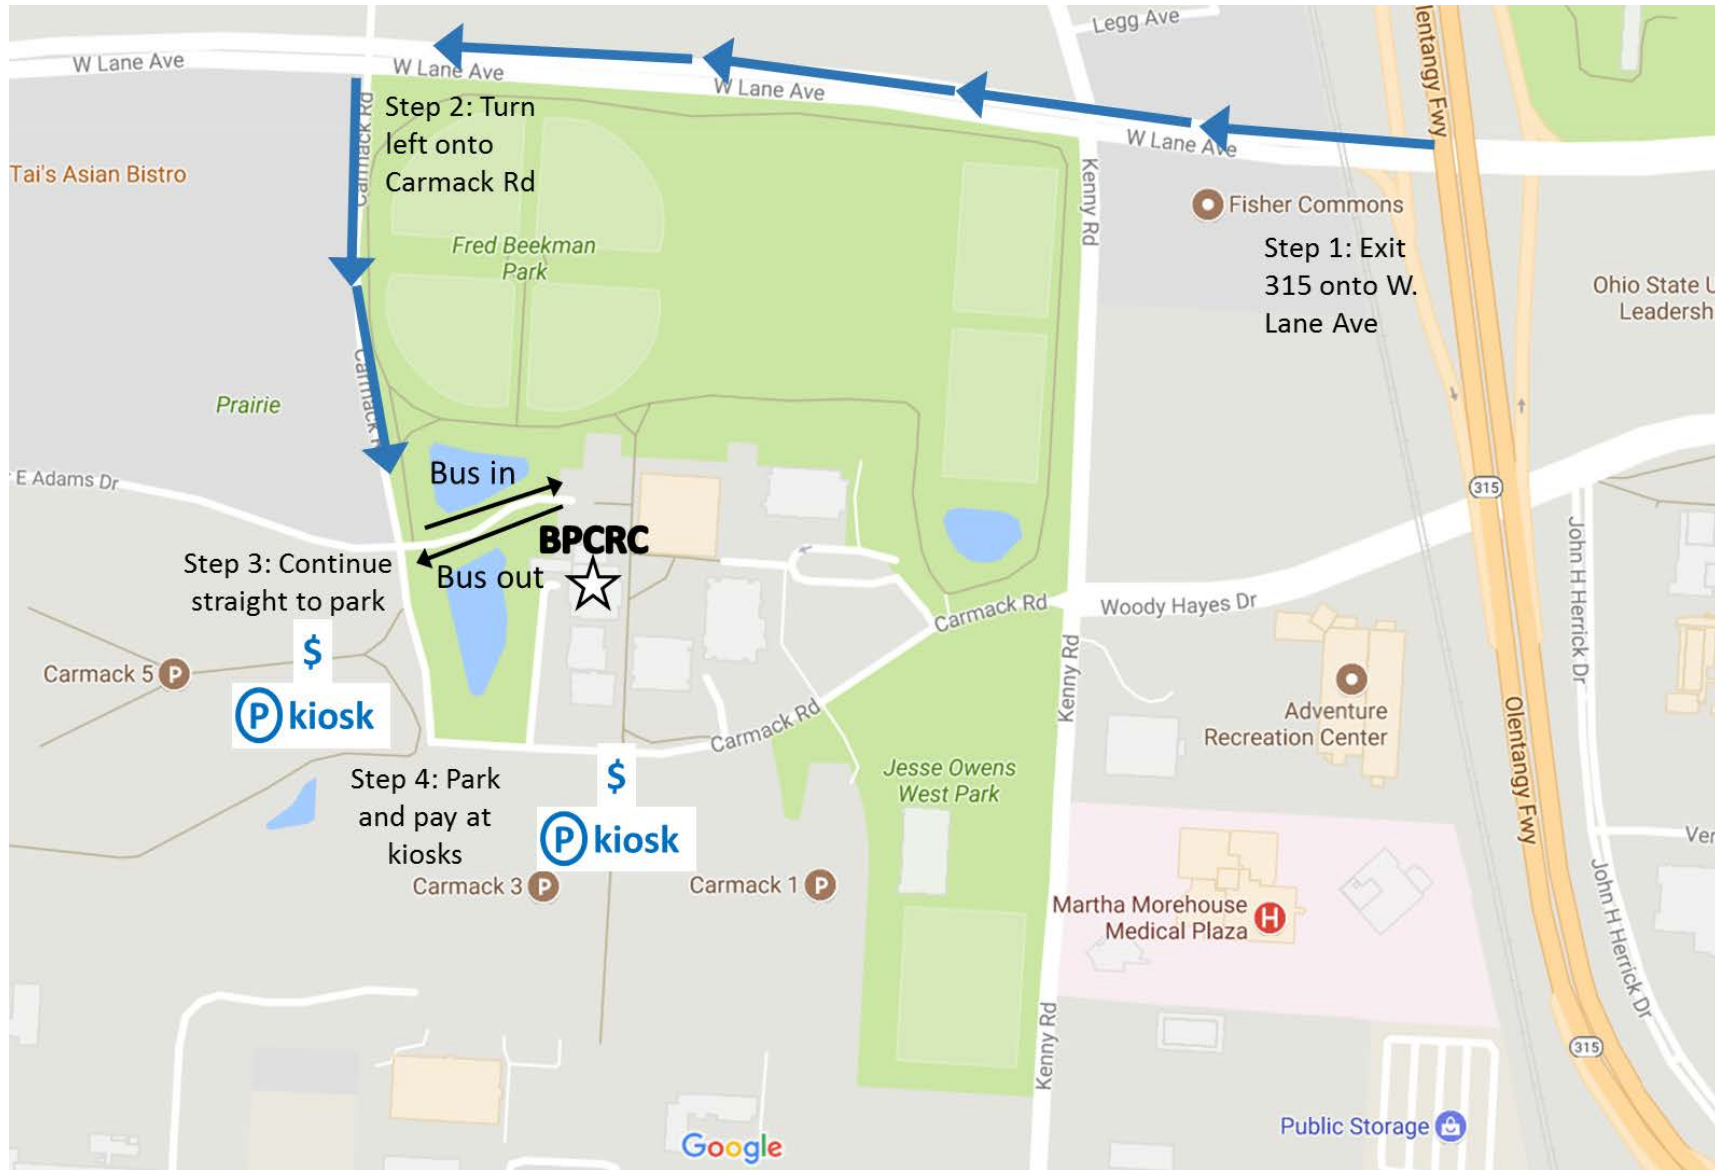 Legg Ave
W Lane Ave
W Lane Ave
W Lane Ave
W Lane Ave
lentangy Fwy
Carmack Rd
Step 2: Turn
left onto
Carmack Rd
Tai's Asian Bistro
Kenny Rd
Fisher Commons
Step 1: Exit
315 onto W.
Lane Ave
Fred Beekman
Park
Ohio State U
Leadersh
Carmack R
Prairie
E Adams Dr
Bus in
315
BPCRC
Bus out
Step 3: Continue
straight to park
$
P kiosk
Carmack 5 P
Carmack Rd
Woody Hayes Dr
John H Herrick Dr
Kenny Rd
Adventure
Recreation Center
Carmack Rd
Olentangy Fwy
Step 4: Park
and pay at
kiosks
$
P kiosk
Jesse Owens
West Park
Ver
Carmack 3 P
Carmack 1 P
Martha Morehouse
Medical Plaza
H
John H Herrick Dr
Kenny Rd
315
Public Storage
Google